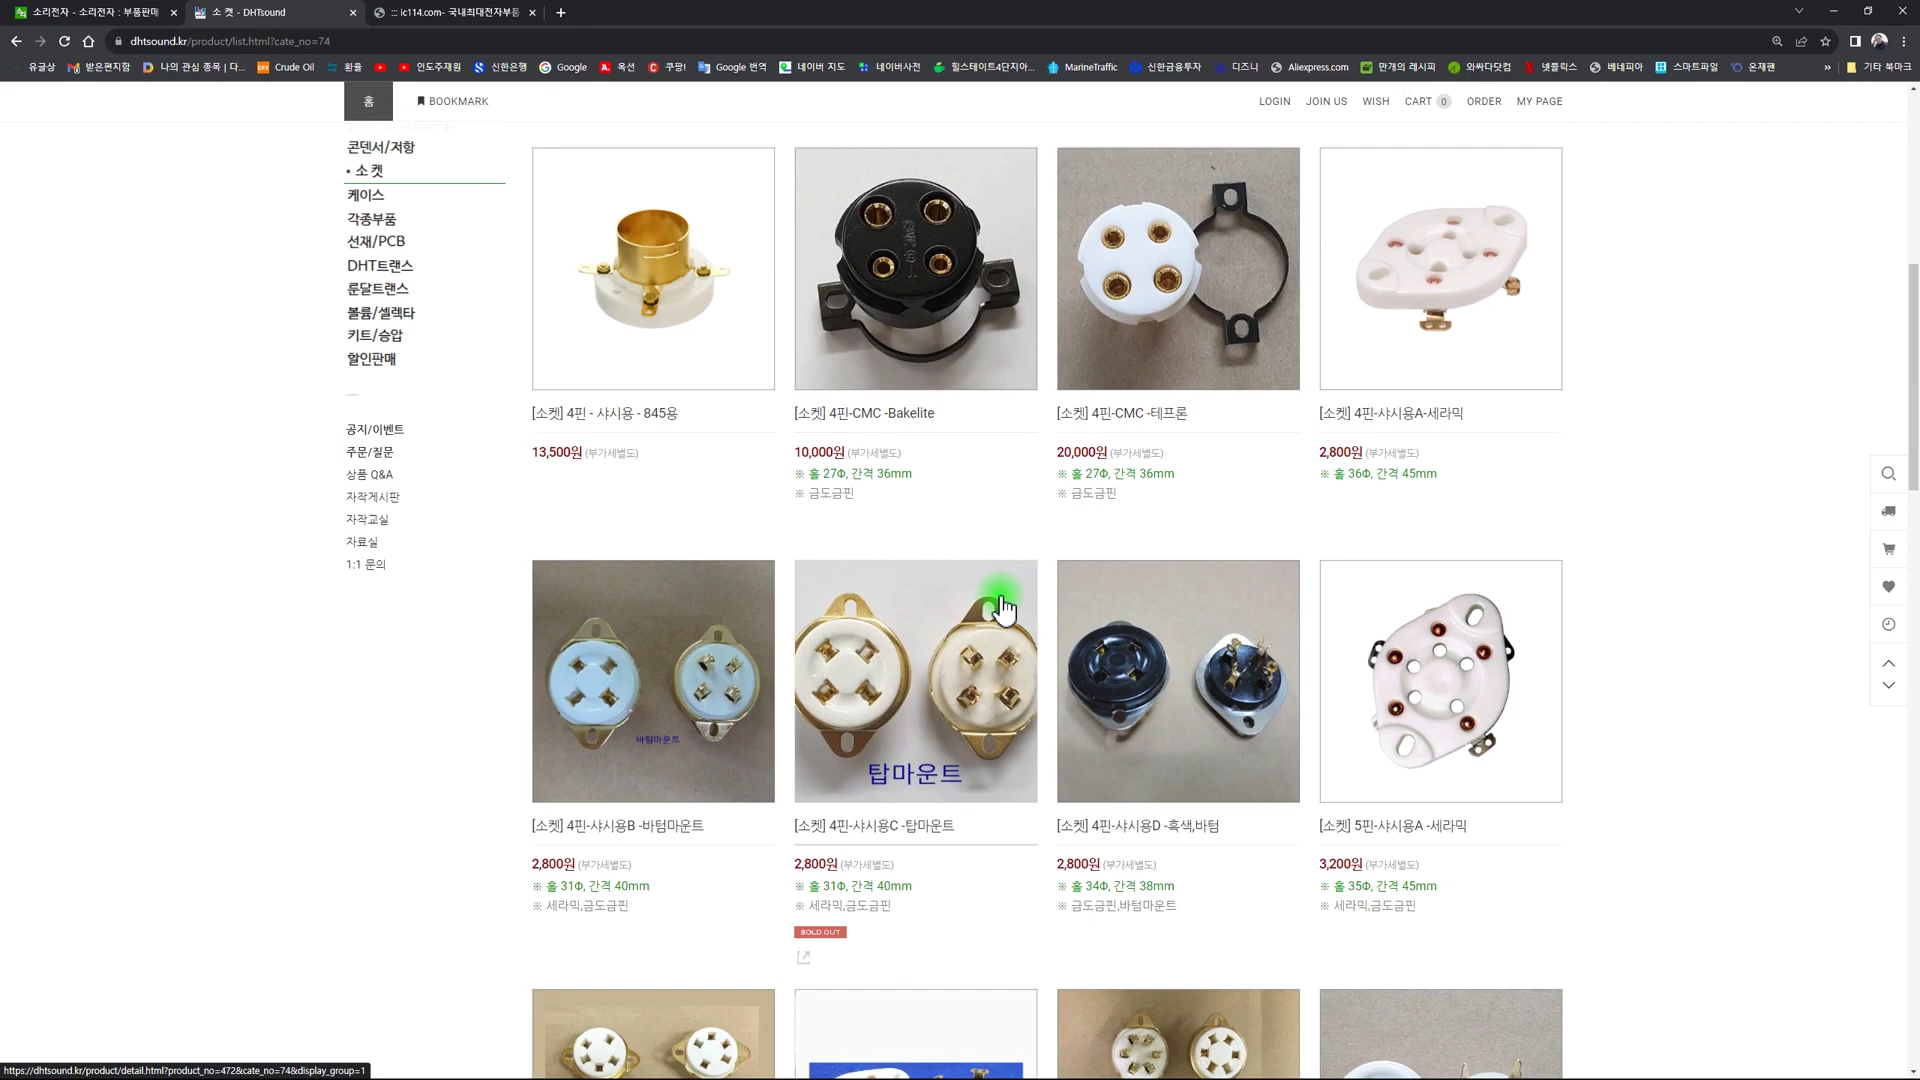 소리전자 - 소리전자 : 부품판매
소 켓 - DHTsound
::: ic114.com- 국내최대전자부품
dhtsound.kr/product/list.html?cate_no=74
유글상
받은편지함
나의 관심 종목 | 다...
Crude Oil
환율
인도주재원
신한은행
Google
옥션
쿠팡!
Google 번역
네이버 지도
네이버사전
힐스테이트4단지아...
MarineTraffic
신한금융투자
디즈니
Aliexpress.com
만개의 레시피
와싸다닷컴
넷플릭스
베네피아
스마트파일
온재팬
»
기타 북마크
홈
BOOKMARK
LOGIN JOIN US WISH CART 0 ORDER MY PAGE
콘덴서/저항
• 소 켓
케이스
각종부품
선재/PCB
DHT트랜스
룬달트랜스
볼륨/셀렉타
키트/승압
할인판매
공지/이벤트
주문/질문
상품 Q&A
자작게시판
자작교실
자료실
1:1 문의
[소켓] 4핀 - 샤시용 - 845용
13,500원 (부가세별도)
[소켓] 4핀-CMC -Bakelite
10,000원 (부가세별도)
※ 홀 27Φ, 간격 36mm
※ 금도금핀
[소켓] 4핀-CMC -테프론
20,000원 (부가세별도)
※ 홀 27Φ, 간격 36mm
※ 금도금핀
[소켓] 4핀-샤시용A-세라믹
2,800원 (부가세별도)
※ 홀 36Φ, 간격 45mm
바텀마운트
[소켓] 4핀-샤시용B -바텀마운트
2,800원 (부가세별도)
※ 홀 31Φ, 간격 40mm
※ 세라믹,금도금핀
탑마운트
[소켓] 4핀-샤시용C -탑마운트
2,800원 (부가세별도)
※ 홀 31Φ, 간격 40mm
※ 세라믹,금도금핀
SOLD OUT
[소켓] 4핀-샤시용D -흑색,바텀
2,800원 (부가세별도)
※ 홀 34Φ, 간격 38mm
※ 금도금핀,바텀마운트
[소켓] 5핀-샤시용A -세라믹
3,200원 (부가세별도)
※ 홀 35Φ, 간격 45mm
※ 세라믹,금도금핀
https://dhtsound.kr/product/detail.html?product_no=472&cate_no=74&display_group=1